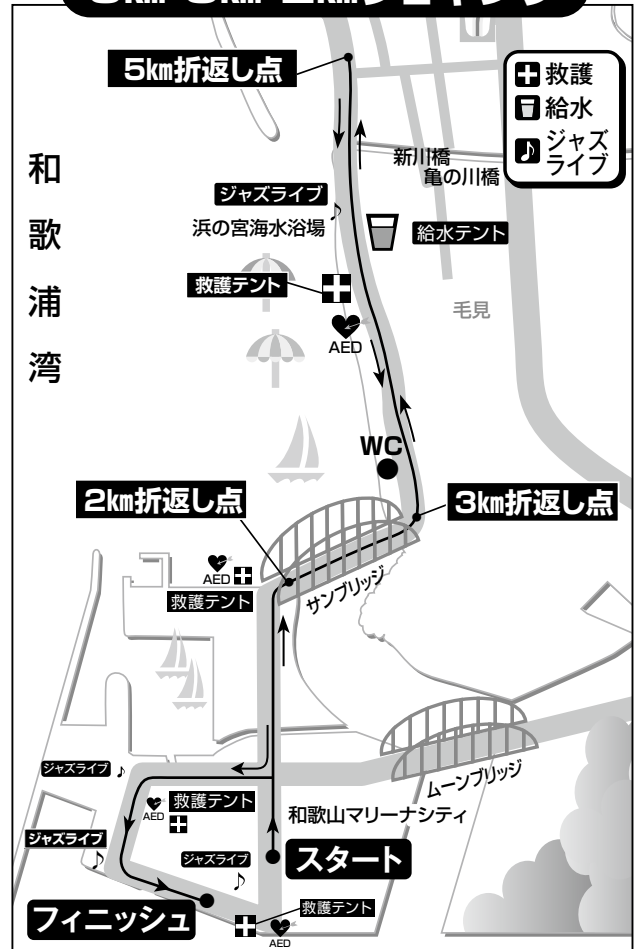 5km折返し点
救護
給水
ジャズ
ライブ
新川橋
亀の川橋
和歌浦湾
ジャズライブ
浜の宮海水浴場
給水テント
救護テント
AED
毛見
WC
2km折返し点
3km折返し点
AED
救護テント
サンブリッジ
ムーンブリッジ
ジャズライブ
救護テント
AED
和歌山マリーナシティ
ジャズライブ
ジャズライブ
スタート
フィニッシュ
救護テント
AED